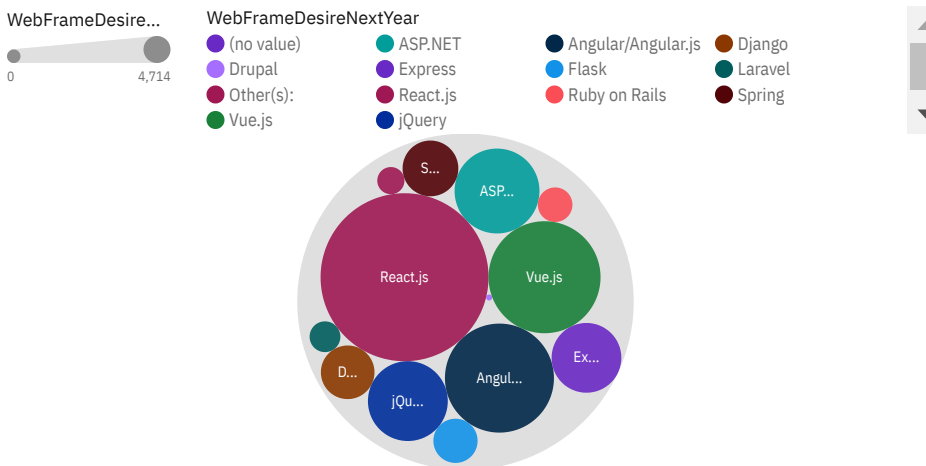 WebFrameDesire...
0 4,714
WebFrameDesireNextYear
(no value) ASP.NET Angular/Angular.js Django
Drupal Express Flask Laravel
Other(s): React.js Ruby on Rails Spring
Vue.js jQuery
S...
ASP...
React.js Vue.js
Ex...
D... Angul...
jQu...